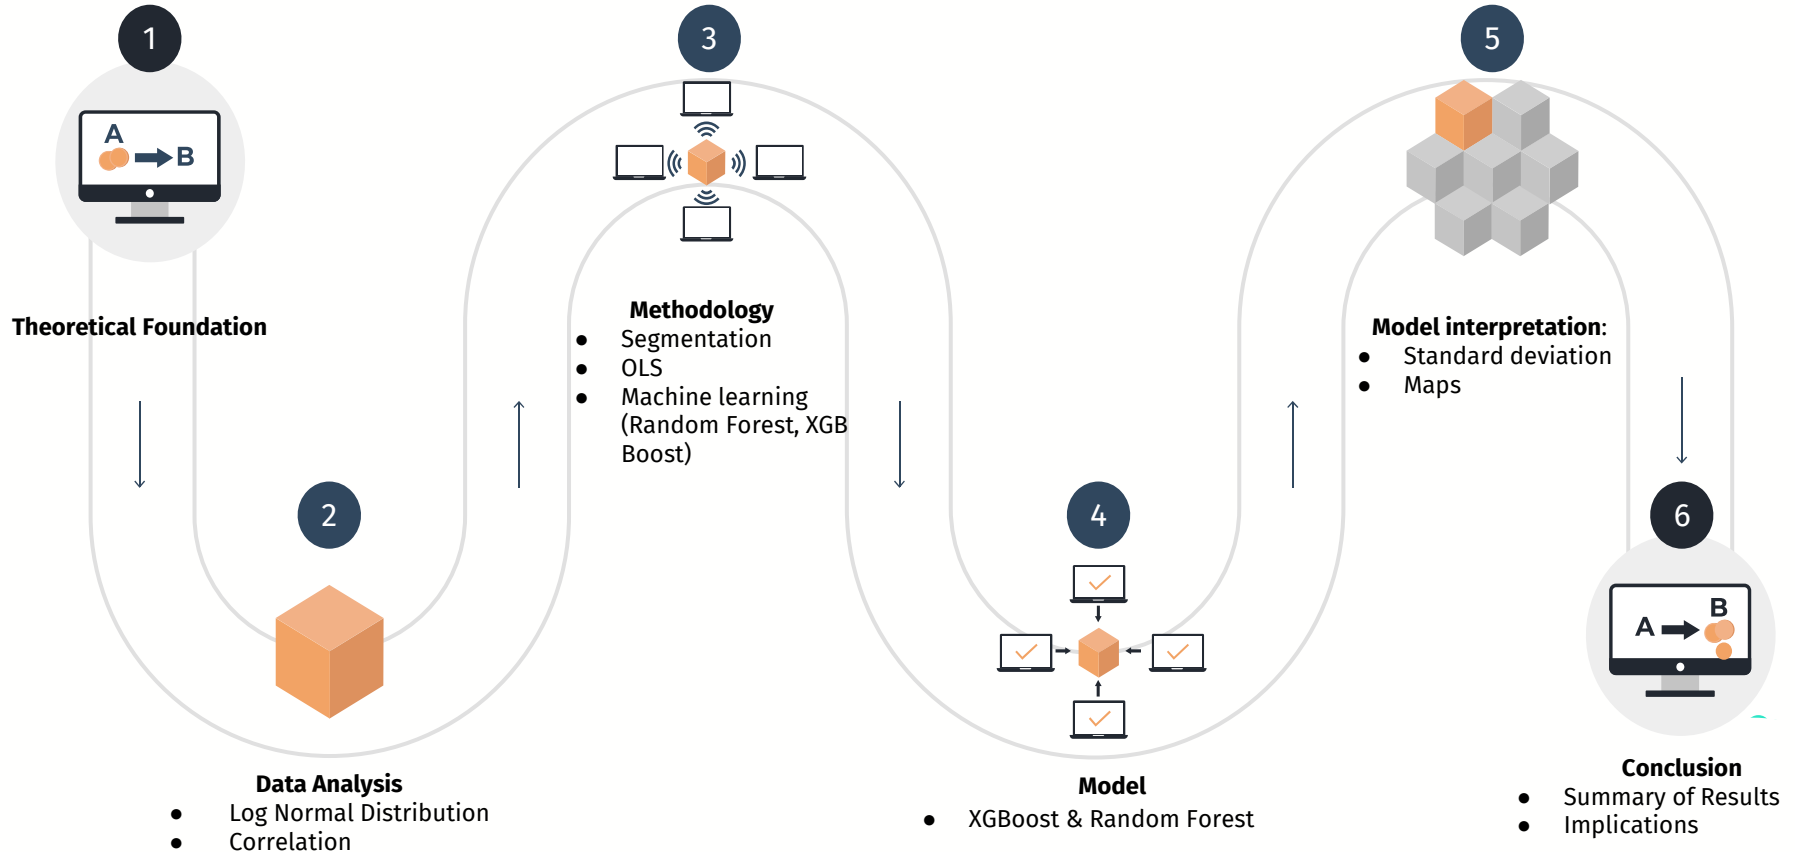 1
A
B
Theoretical Foundation
2
Data Analysis
● Log Normal Distribution
● Correlation
3
Methodology
● Segmentation
● OLS
● Machine learning
(Random Forest, XGB
Boost)
4
Model
● XGBoost & Random Forest
5
Model interpretation:
● Standard deviation
● Maps
6
B
A
Conclusion
● Summary of Results
● Implications